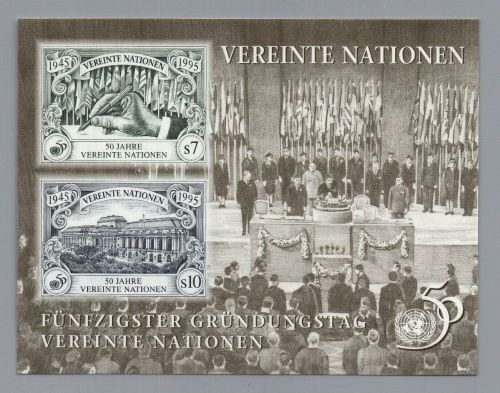 VEREINTE NATIONEN
1945 1995
VEREINTE NATIONEN
50 JAHRE
VEREINTE NATIONEN
S7
1945 1995
VEREINTE NATIONEN
50 JAHRE
VEREINTE NATIONEN
S10
FÜNFZIGSTER GRÜNDUNGSTAG
VEREINTE NATIONEN
50